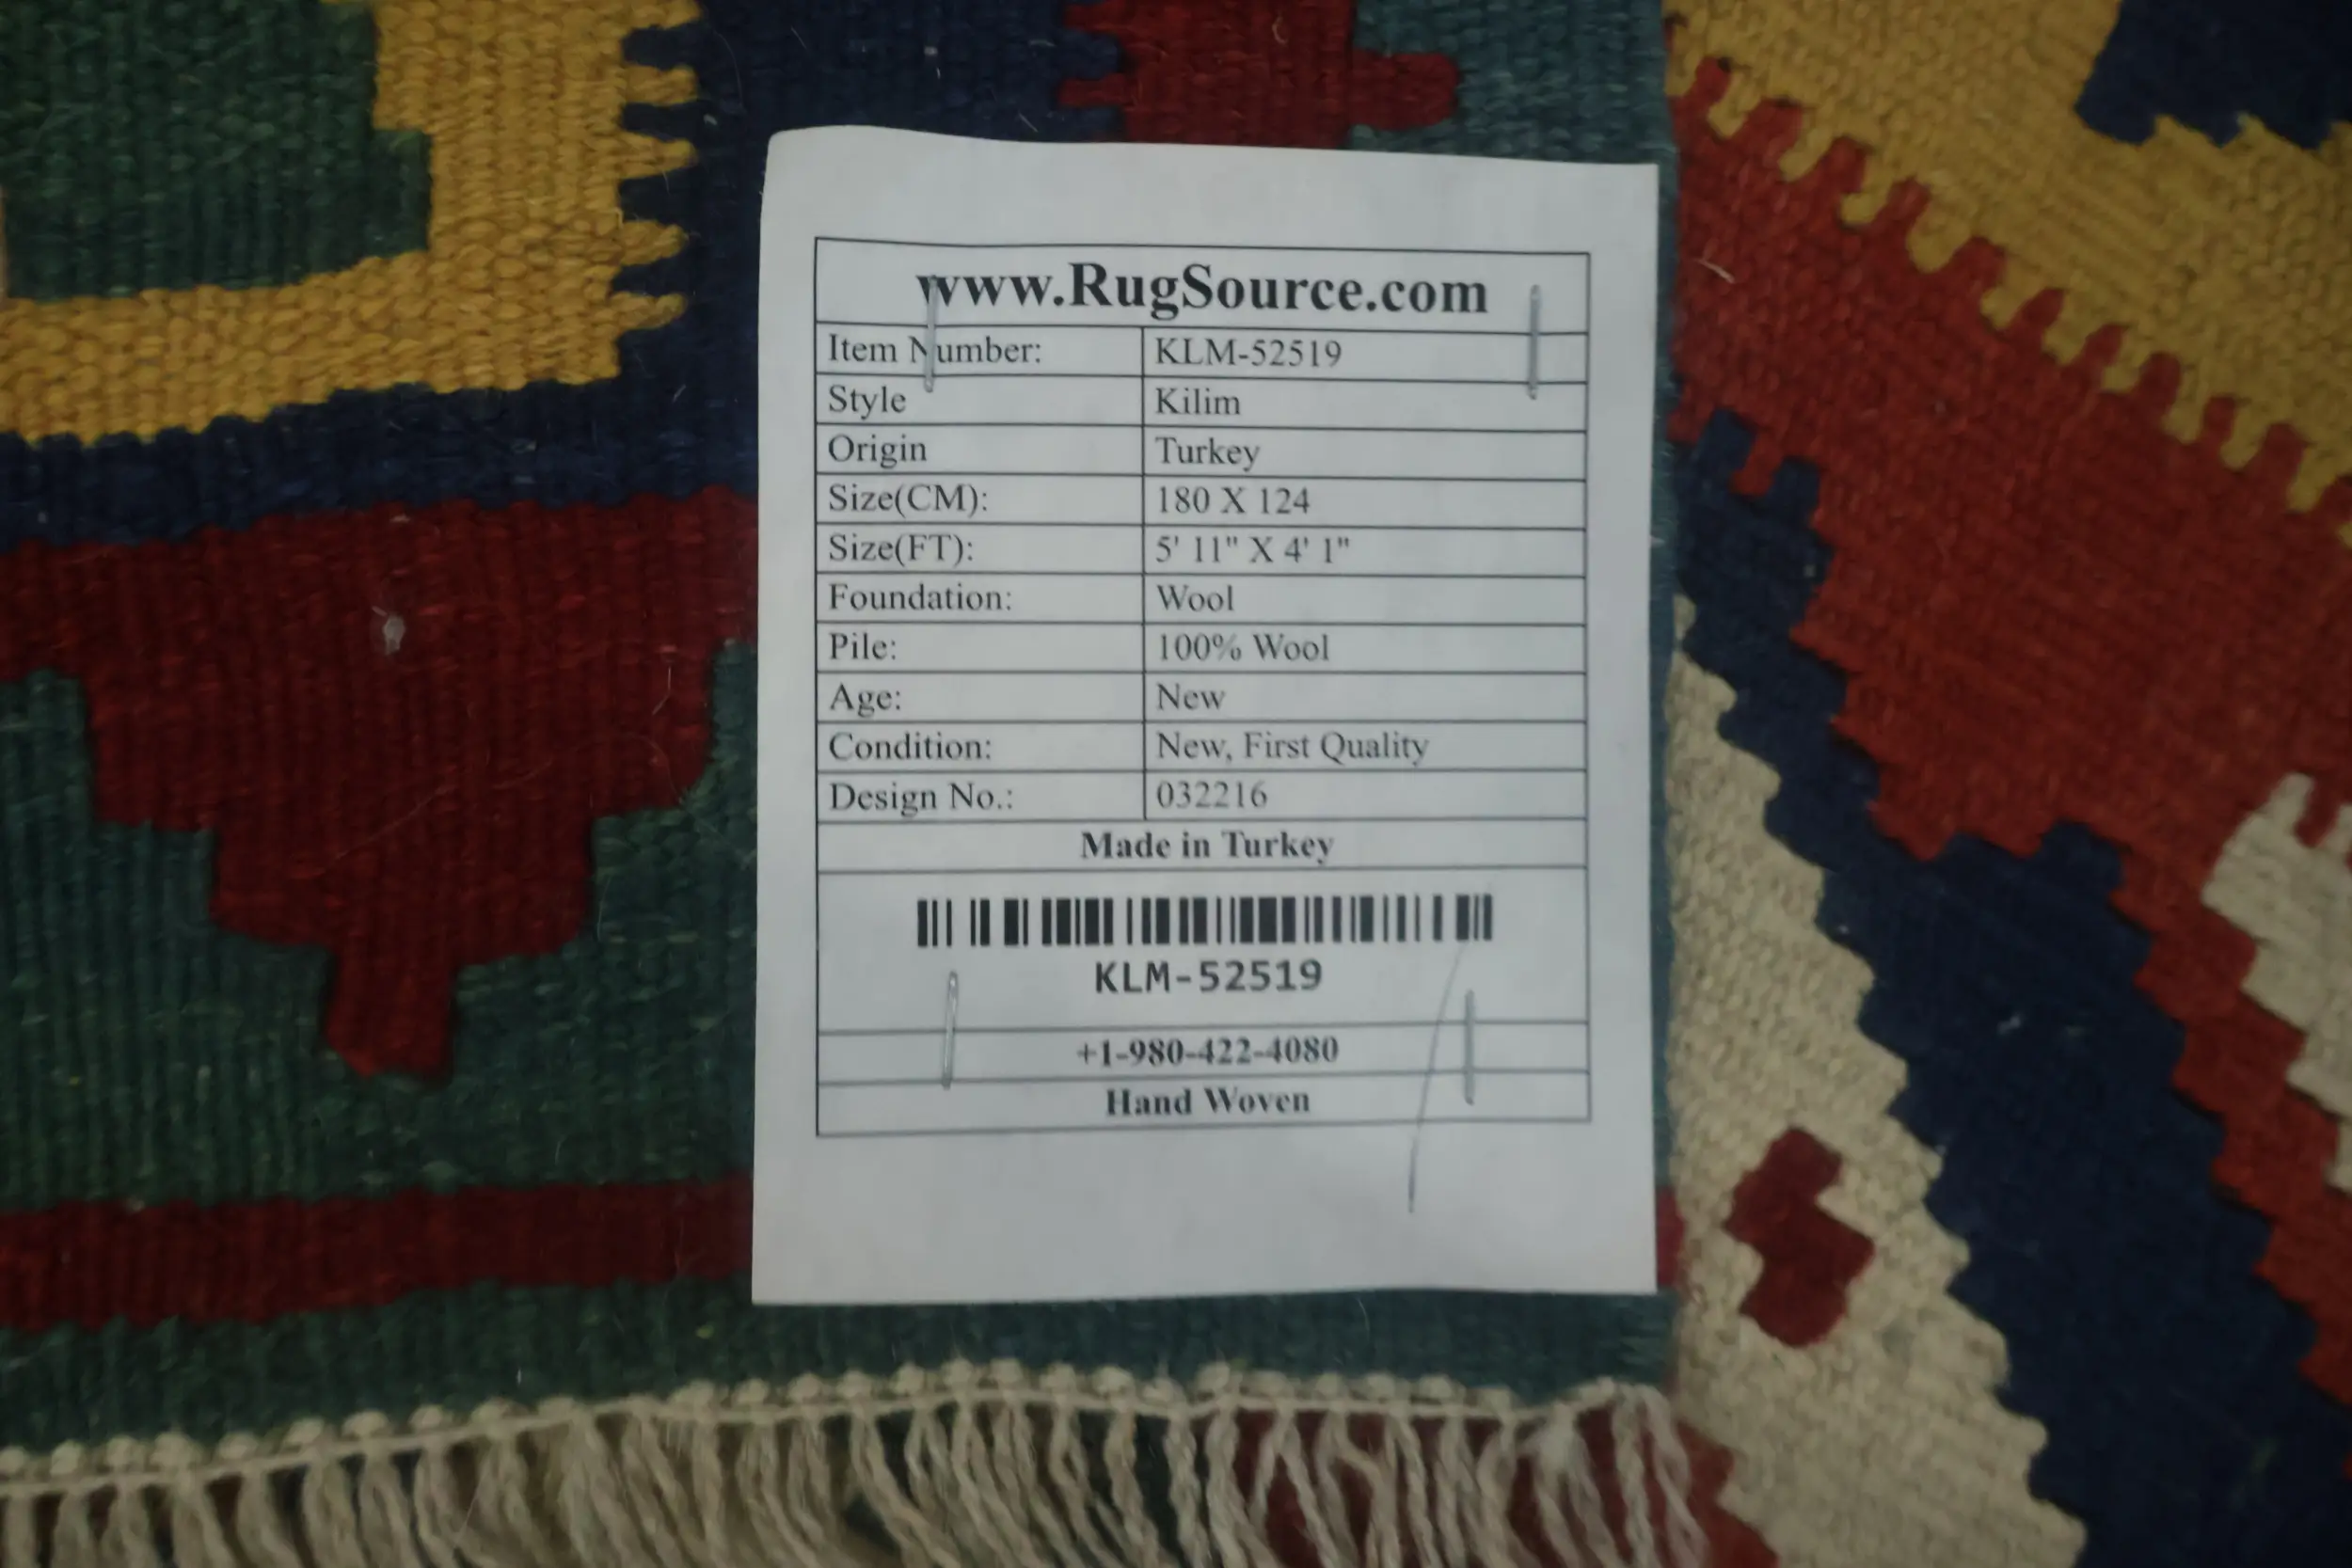 www.RugSource.com
Item Number: KLM-52519
Style Kilim
Origin Turkey
Size(CM): 180 X 124
Size(FT): 5' 11" X 4' 1"
Foundation: Wool
Pile: 100% Wool
Age: New
Condition: New, First Quality
Design No.: 032216
Made in Turkey
KLM-52519
+1-980-422-4080
Hand Woven